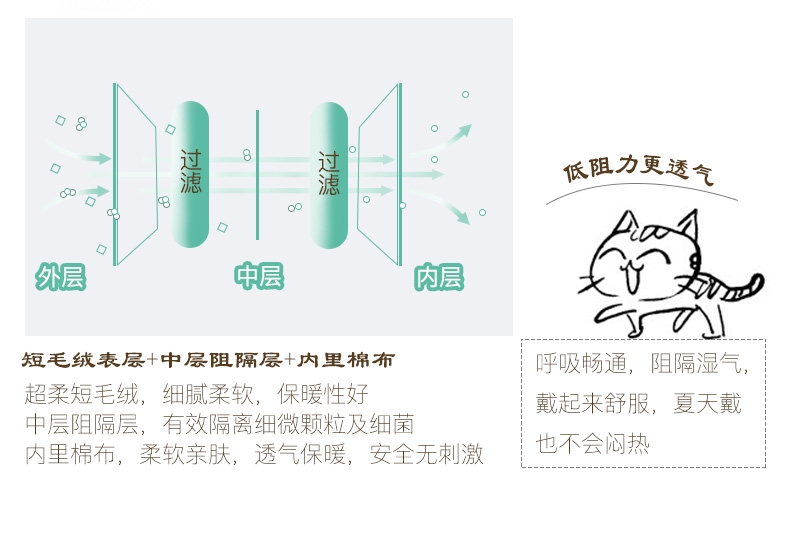 过滤
过滤
外层
中层
内层
低阻力更透气
短毛绒表层+中层阻隔层+内里棉布
超柔短毛绒，细腻柔软，保暖性好
中层阻隔层，有效隔离细微颗粒及细菌
内里棉布，柔软亲肤，透气保暖，安全无刺激
呼吸畅通，阻隔湿气，
戴起来舒服，夏天戴
也不会闷热